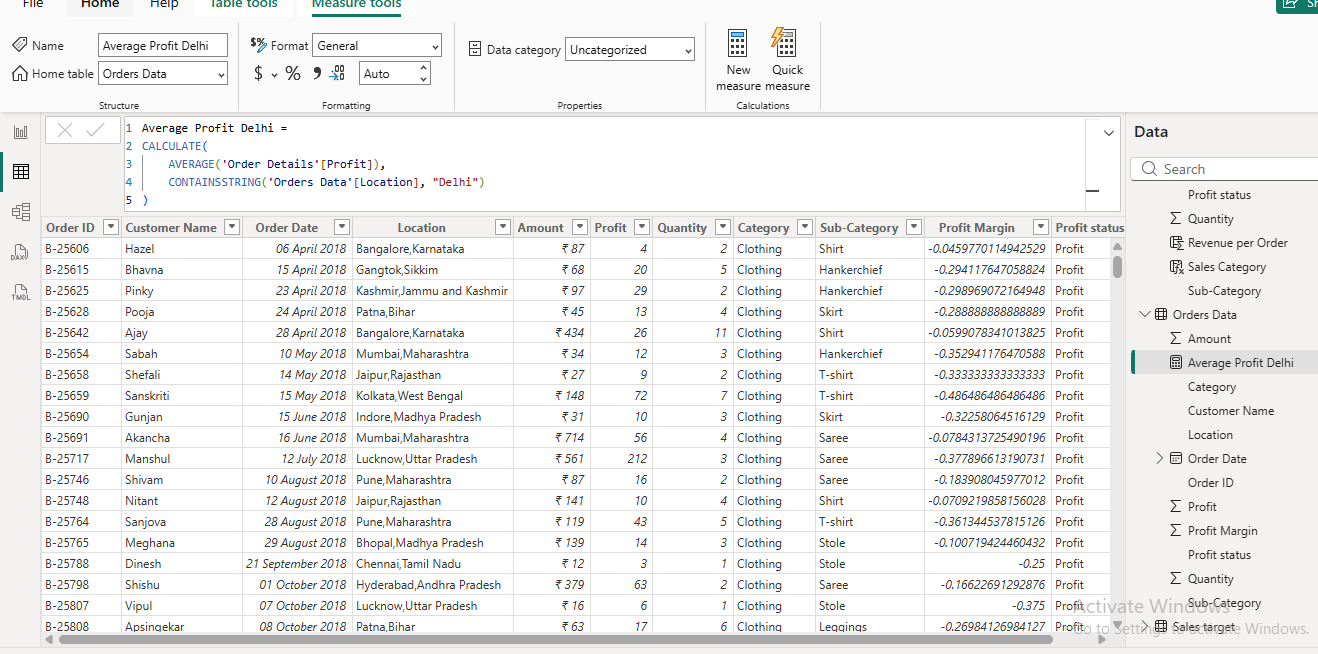 File Home Help Table tools Measure tools
Name Average Profit Delhi
Home table Orders Data
Structure
$% Format General
$ % 9 .00 Auto
Formatting
Data category Uncategorized
Properties
New measure
Quick measure
Calculations
1 Average Profit Delhi =
2 CALCULATE(
3 AVERAGE('Order Details'[Profit]),
4 CONTAINSSTRING('Orders Data'[Location], "Delhi")
5 )
Order ID Customer Name Order Date Location Amount Profit Quantity Category Sub-Category Profit Margin Profit status
B-25606 Hazel 06 April 2018 Bangalore,Karnataka ₹ 87 4 2 Clothing Shirt -0.0459770114942529 Profit
B-25615 Bhavna 15 April 2018 Gangtok,Sikkim ₹ 68 20 5 Clothing Hankerchief -0.294117647058824 Profit
B-25625 Pinky 23 April 2018 Kashmir,Jammu and Kashmir ₹ 97 29 2 Clothing Hankerchief -0.298969072164948 Profit
B-25628 Pooja 24 April 2018 Patna,Bihar ₹ 45 13 4 Clothing Skirt -0.288888888888889 Profit
B-25642 Ajay 28 April 2018 Bangalore,Karnataka ₹ 434 26 11 Clothing Shirt -0.0599078341013825 Profit
B-25654 Sabah 10 May 2018 Mumbai,Maharashtra ₹ 34 12 3 Clothing Hankerchief -0.352941176470588 Profit
B-25658 Shefali 14 May 2018 Jaipur,Rajasthan ₹ 27 9 2 Clothing T-shirt -0.333333333333333 Profit
B-25659 Sanskriti 15 May 2018 Kolkata,West Bengal ₹ 148 72 7 Clothing T-shirt -0.486486486486486 Profit
B-25690 Gunjan 15 June 2018 Indore,Madhya Pradesh ₹ 31 10 3 Clothing Skirt -0.32258064516129 Profit
B-25691 Akancha 16 June 2018 Mumbai,Maharashtra ₹ 714 56 4 Clothing Saree -0.0784313725490196 Profit
B-25717 Manshul 12 July 2018 Lucknow,Uttar Pradesh ₹ 561 212 3 Clothing Saree -0.377896613190731 Profit
B-25746 Shivam 10 August 2018 Pune,Maharashtra ₹ 87 16 2 Clothing Saree -0.183908045977012 Profit
B-25748 Nitant 12 August 2018 Jaipur,Rajasthan ₹ 141 10 4 Clothing Shirt -0.0709219858156028 Profit
B-25764 Sanjova 28 August 2018 Pune,Maharashtra ₹ 119 43 5 Clothing T-shirt -0.361344537815126 Profit
B-25765 Meghana 29 August 2018 Bhopal,Madhya Pradesh ₹ 139 14 3 Clothing Stole -0.100719424460432 Profit
B-25788 Dinesh 21 September 2018 Chennai,Tamil Nadu ₹ 12 3 1 Clothing Stole -0.25 Profit
B-25798 Shishu 01 October 2018 Hyderabad,Andhra Pradesh ₹ 379 63 2 Clothing Saree -0.16622691292876 Profit
B-25807 Vipul 07 October 2018 Lucknow,Uttar Pradesh ₹ 16 6 1 Clothing Stole -0.375 Profit
B-25808 Apsingekar 08 October 2018 Patna,Bihar ₹ 63 17 6 Clothing Leggings -0.26984126984127 Profit
DAX
TMDL
Data
Search
Profit status
Quantity
Revenue per Order
Sales Category
Sub-Category
Orders Data
Amount
Average Profit Delhi
Category
Customer Name
Location
Order Date
Order ID
Profit
Profit Margin
Profit status
Quantity
Sub-Category
Sales target
Activate Windows
Go to Settings to activate Windows.